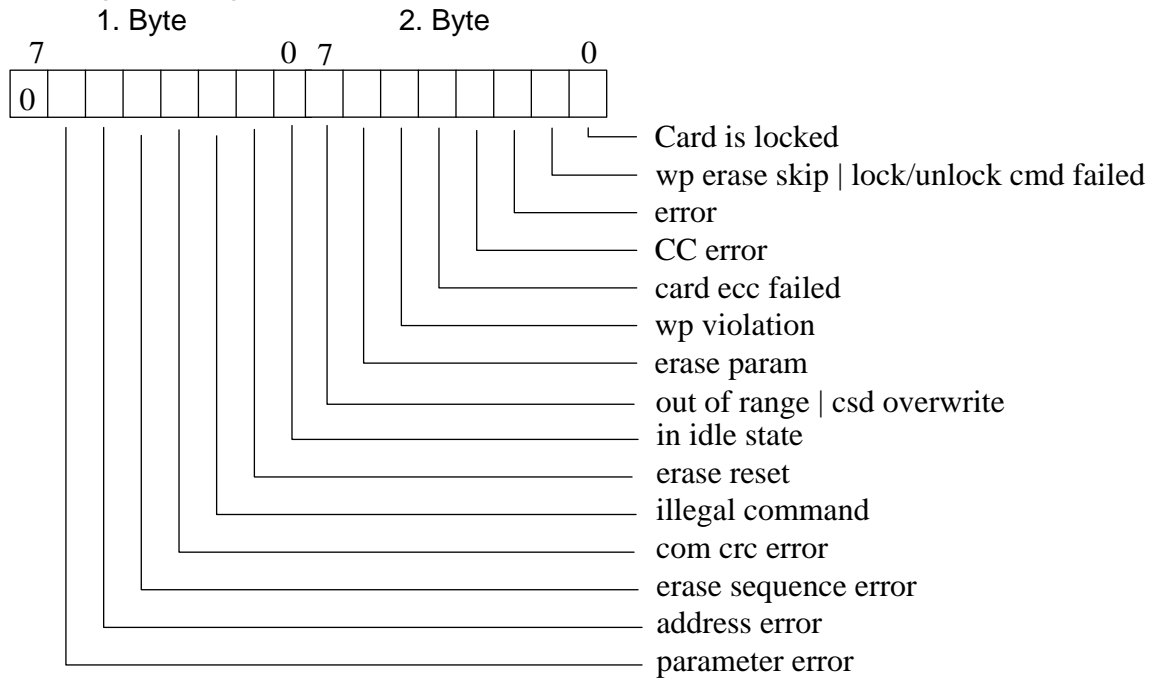 1. Byte 2. Byte
7 0 7 0
0
Card is locked
wp erase skip | lock/unlock cmd failed
error
CC error
card ecc failed
wp violation
erase param
out of range | csd overwrite
in idle state
erase reset
illegal command
com crc error
erase sequence error
address error
parameter error